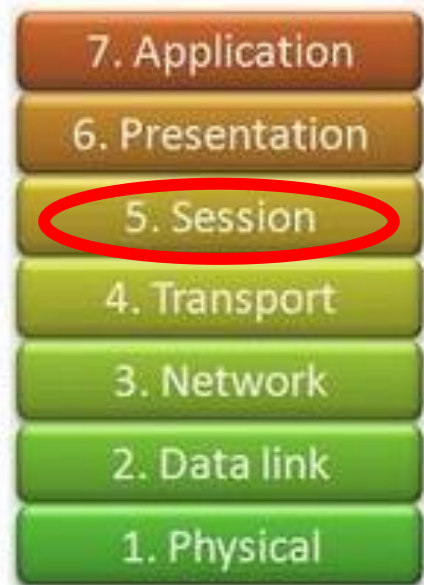 7. Application
6. Presentation
5. Session
4. Transport
3. Network
2. Data link
1. Physical